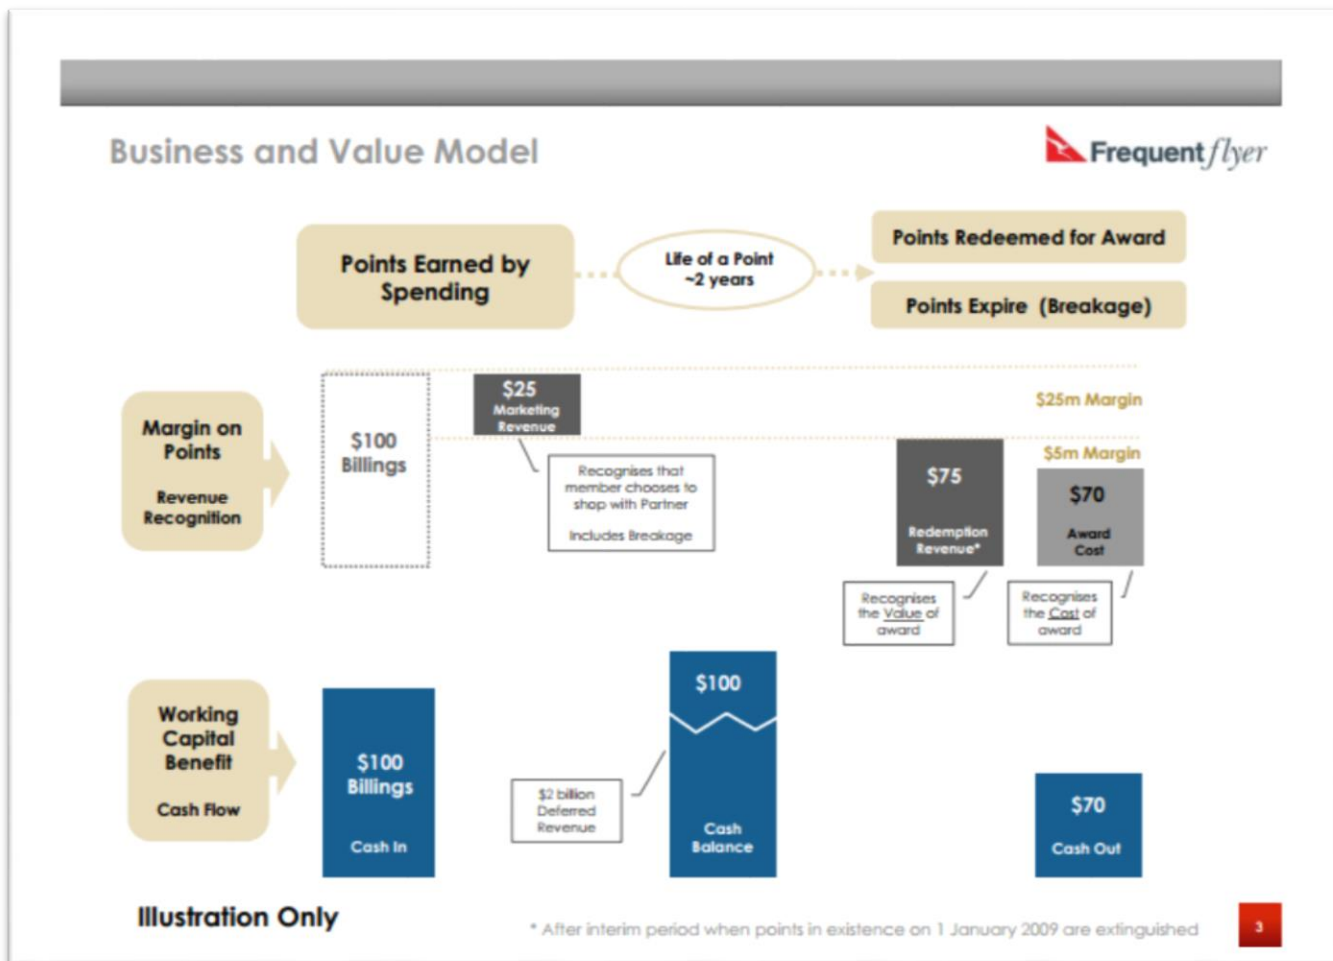 Business and Value Model
Frequent flyer
Points Earned by
Spending
Life of a Point
~2 years
Points Redeemed for Award
Points Expire (Breakage)
Margin on
Points
Revenue
Recognition
$100
Billings
$25
Marketing
Revenue
Recognises that
member chooses to
shop with Partner
Includes Breakage
$25m Margin
$5m Margin
$75
Redemption
Revenue*
$70
Award
Cost
Recognises
the Value of
award
Recognises
the Cost of
award
Working
Capital
Benefit
Cash Flow
$100
Billings
Cash In
$2 billion
Deferred
Revenue
$100
Cash
Balance
$70
Cash Out
Illustration Only
* After interim period when points in existence on 1 January 2009 are extinguished
3